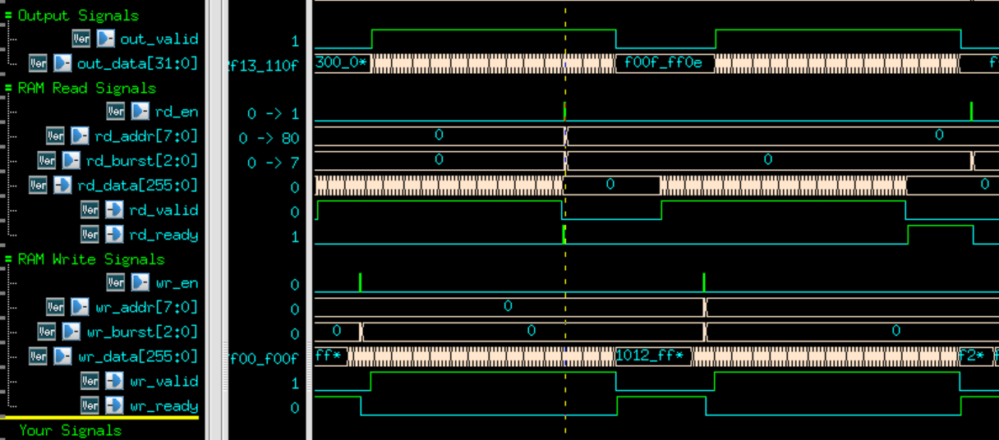 Output Signals
Ver out_valid 1
Ver out_data[31:0] f13_110f 300_0* f00f_ff0e f
RAM Read Signals
Ver rd_en 0 -> 1
Ver rd_addr[7:0] 0 -> 80 0 0
Ver rd_burst[2:0] 0 -> 7 0 0
Ver rd_data[255:0] 0 0 0
Ver rd_valid 0
Ver rd_ready 1
RAM Write Signals
Ver wr_en 0
Ver wr_addr[7:0] 0 0
Ver wr_burst[2:0] 0 0 0 0
Ver wr_data[255:0] f00_f00f ff* 1012_ff* f2*
Ver wr_valid 1
Ver wr_ready 0
Your Signals